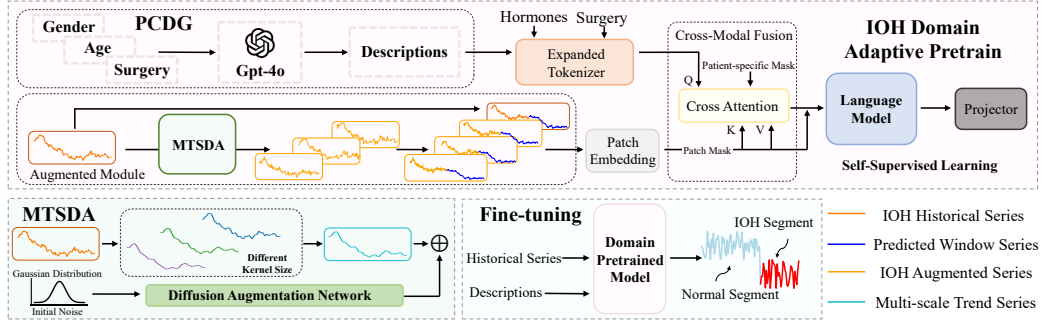 PCDG
Gender
Age
Surgery
Gpt-4o
Descriptions
Hormones
Surgery
Expanded
Tokenizer
Cross-Modal Fusion
Patient-specific Mask
Q
Cross Attention
K
V
Patch Mask
IOH Domain
Adaptive Pretrain
Language
Model
Projector
Self-Supervised Learning
MTSDA
Augmented Module
Patch
Embedding
MTSDA
Different
Kernel Size
Gaussian Distribution
Initial Noise
Diffusion Augmentation Network
Fine-tuning
Historical Series
Descriptions
Domain
Pretrained
Model
IOH Segment
Normal Segment
IOH Historical Series
Predicted Window Series
IOH Augmented Series
Multi-scale Trend Series